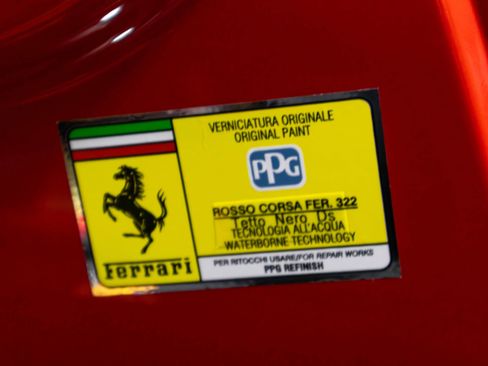 VERNICIATURA ORIGINALE
ORIGINAL PAINT
PPG
ROSSO CORSA FER. 322
Tetto Nero Ds
TECNOLOGIA ALL'ACQUA
WATERBORNE TECHNOLOGY
PER RITOCCHI USARE/FOR REPAIR WORKS
PPG REFINISH
Ferrari